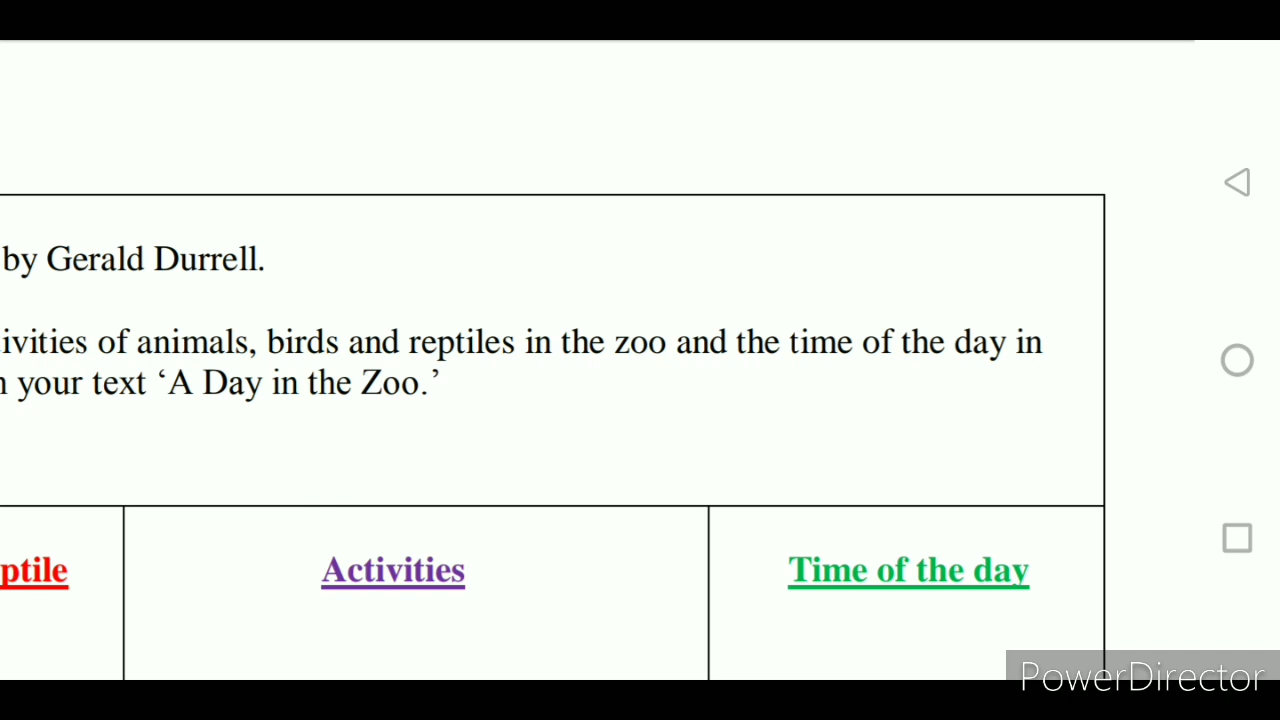 by Gerald Durrell.
ivities of animals, birds and reptiles in the zoo and the time of the day in
your text ‘A Day in the Zoo.’
ptile
Activities
Time of the day
PowerDirector